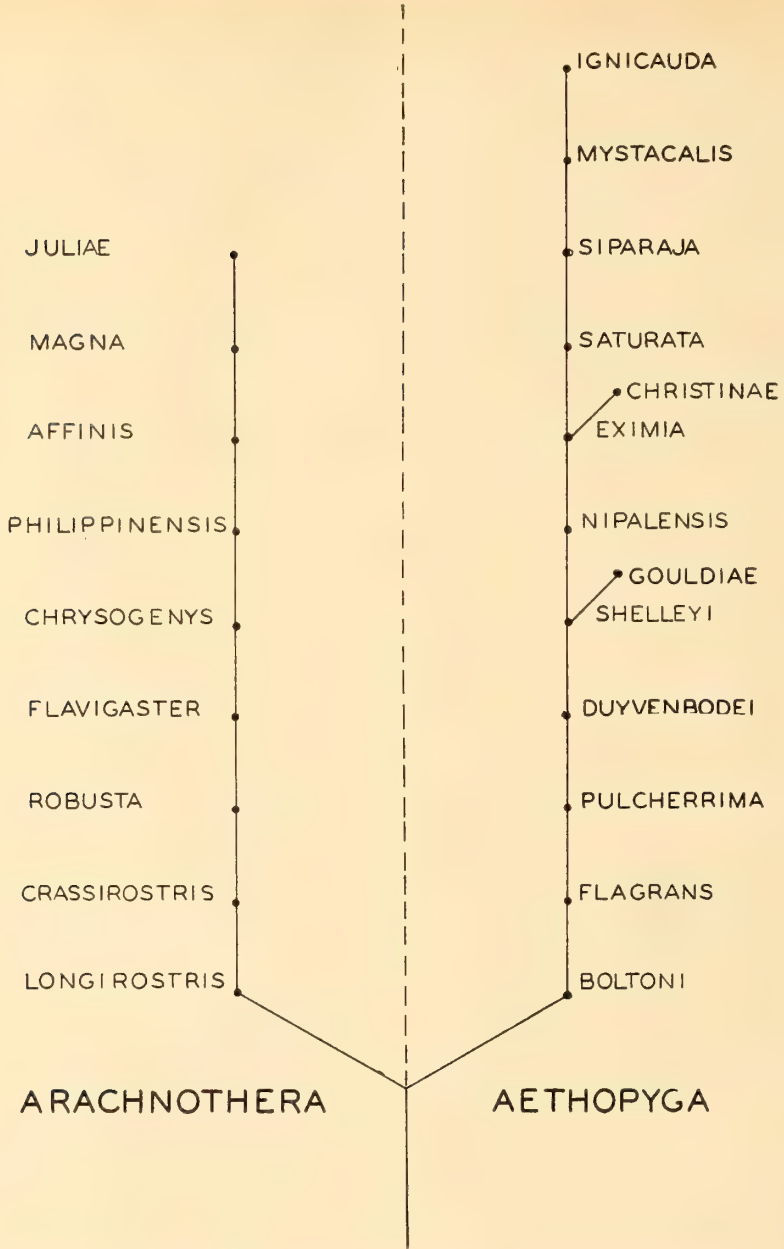 IGNICAUDA
MYSTACALIS
JULIAE
SIPARAJA
MAGNA
SATURATA
CHRISTINAE
AFFINIS
EXIMIA
PHILIPPINENSIS
NIPALENSIS
GOULDIAE
CHRYSOGENYS
SHELLEYI
FLAVIGASTER
DUYVENBODEI
ROBUSTA
PULCHERRIMA
CRASSIROSTRIS
FLAGRANS
LONGIROSTRIS
BOLTONI
ARACHNOTHERA
AETHOPYGA